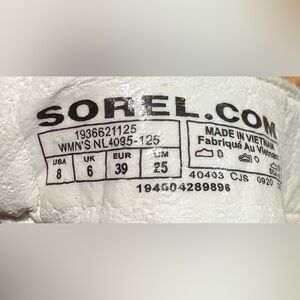 SOREL.COM
1936621125
WMN'S NL4095-125
USA UK EUR CM
8 6 39 25
MADE IN VIETNAM
Fabriqué Au Vietnam
40403 CJS 0920
194604289896